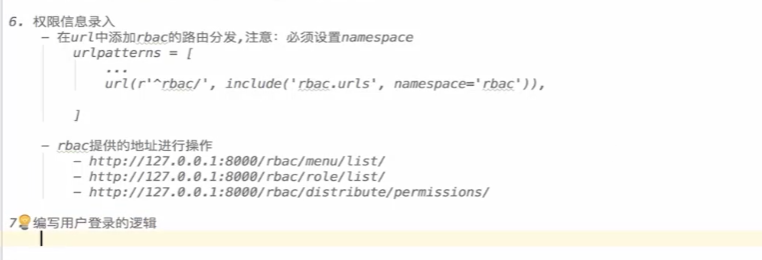 6. 权限信息录入
- 在url中添加rbac的路由分发,注意: 必须设置namespace
urlpatterns = [
...
url(r'^rbac/', include('rbac.urls', namespace='rbac')),
]
- rbac提供的地址进行操作
- http://127.0.0.1:8000/rbac/menu/list/
- http://127.0.0.1:8000/rbac/role/list/
- http://127.0.0.1:8000/rbac/distribute/permissions/
7 编写用户登录的逻辑